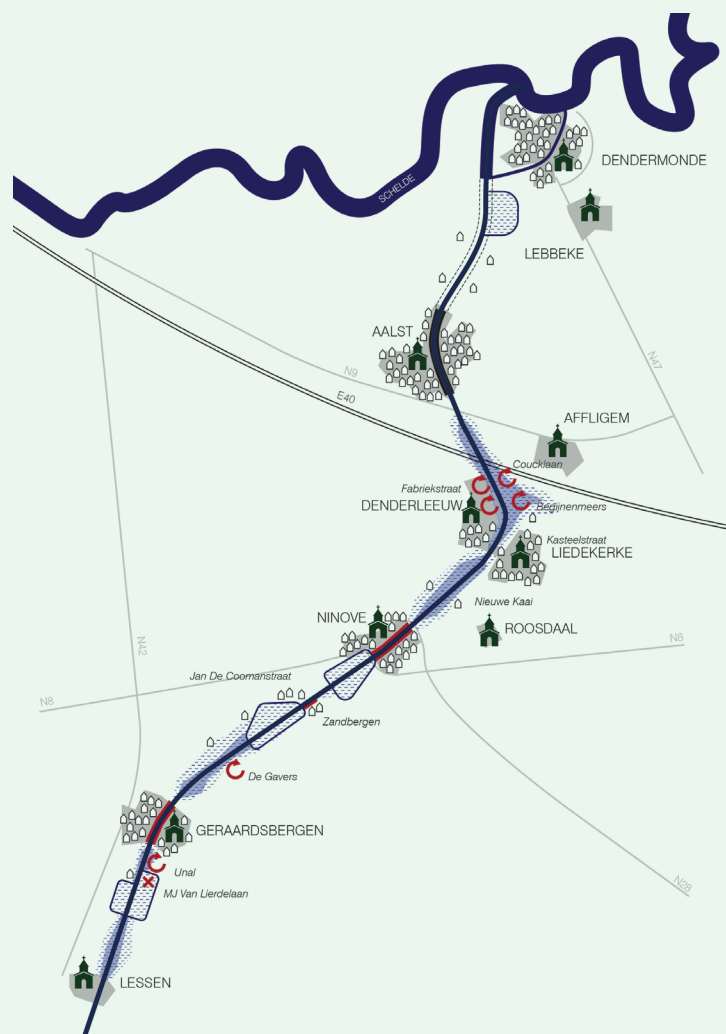 DENDERMONDE
SCHELDE
LEBBEKE
AALST
N47
N9
E40
AFFLIGEM
Coucklaan
Fabriekstraat
DENDERLEEUW
Begijnenmeers
Kasteelstraat
LIEDEKERKE
Nieuwe Kaai
NINOVE
ROOSDAAL
N8
N42
Jan De Coomanstraat
N8
Zandbergen
De Gavers
GERAARDSBERGEN
Unal
N28
MJ Van Lierdelaan
LESSEN